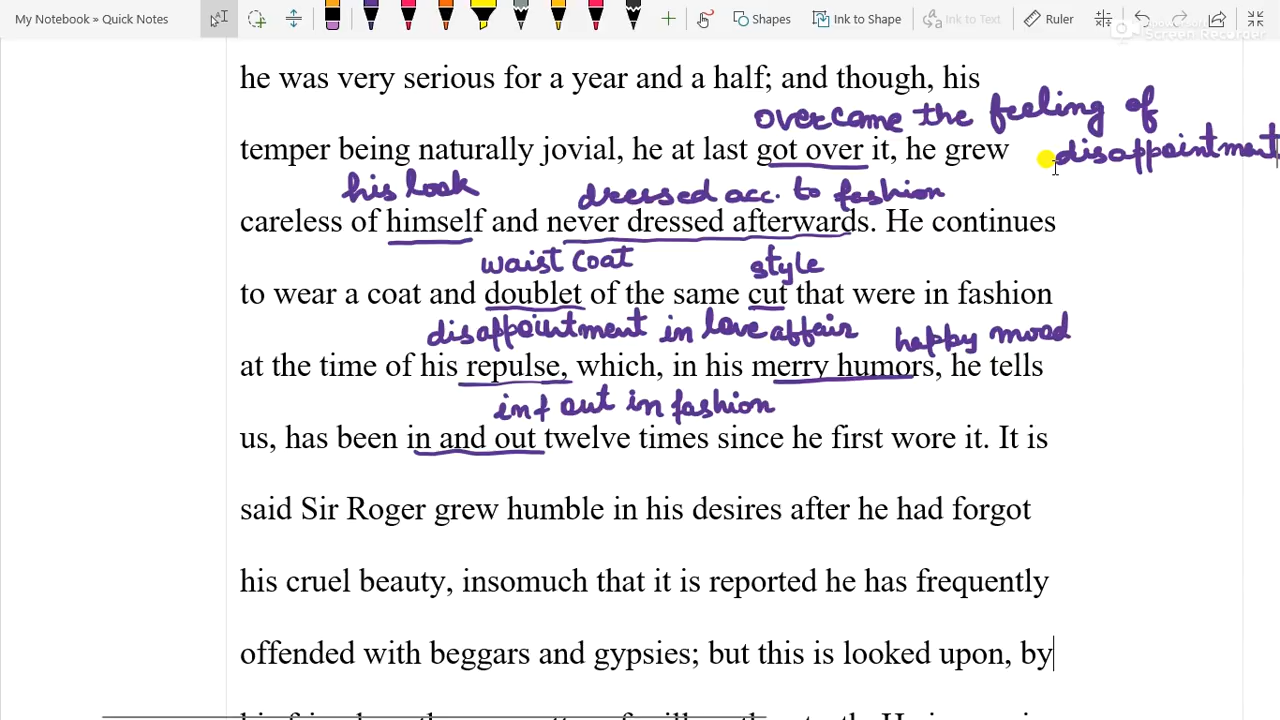 My Notebook » Quick Notes
Shapes
Ink to Shape
Ink to Text
Ruler
Screen Recorder
he was very serious for a year and a half; and though, his
overcame the feeling of
temper being naturally jovial, he at last got over it, he grew
disappointment
his look
dressed acc. to fashion
careless of himself and never dressed afterwards. He continues
waist coat
style
to wear a coat and doublet of the same cut that were in fashion
disappointment in love affair
happy mood
at the time of his repulse, which, in his merry humors, he tells
in & out in fashion
us, has been in and out twelve times since he first wore it. It is
said Sir Roger grew humble in his desires after he had forgot
his cruel beauty, insomuch that it is reported he has frequently
offended with beggars and gypsies; but this is looked upon, by